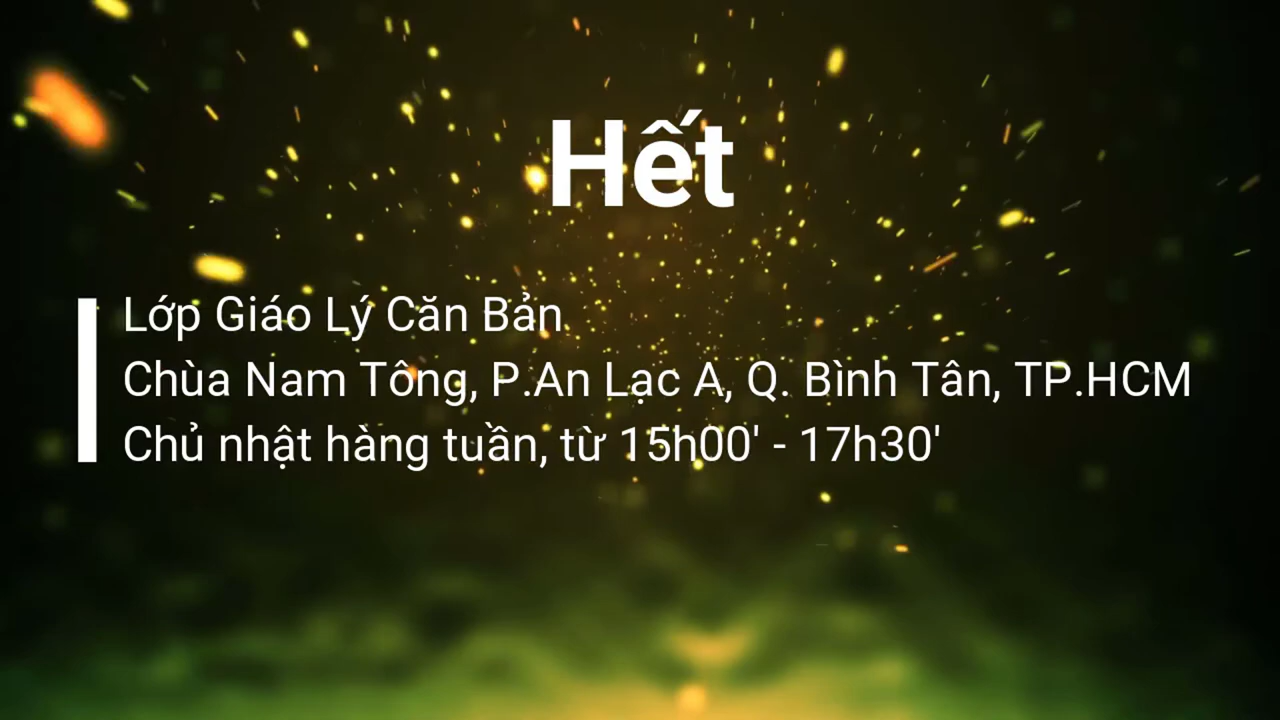 Hết
Lớp Giáo Lý Căn Bản
Chùa Nam Tông, P.An Lạc A, Q. Bình Tân, TP.HCM
Chủ nhật hàng tuần, từ 15h00' - 17h30'